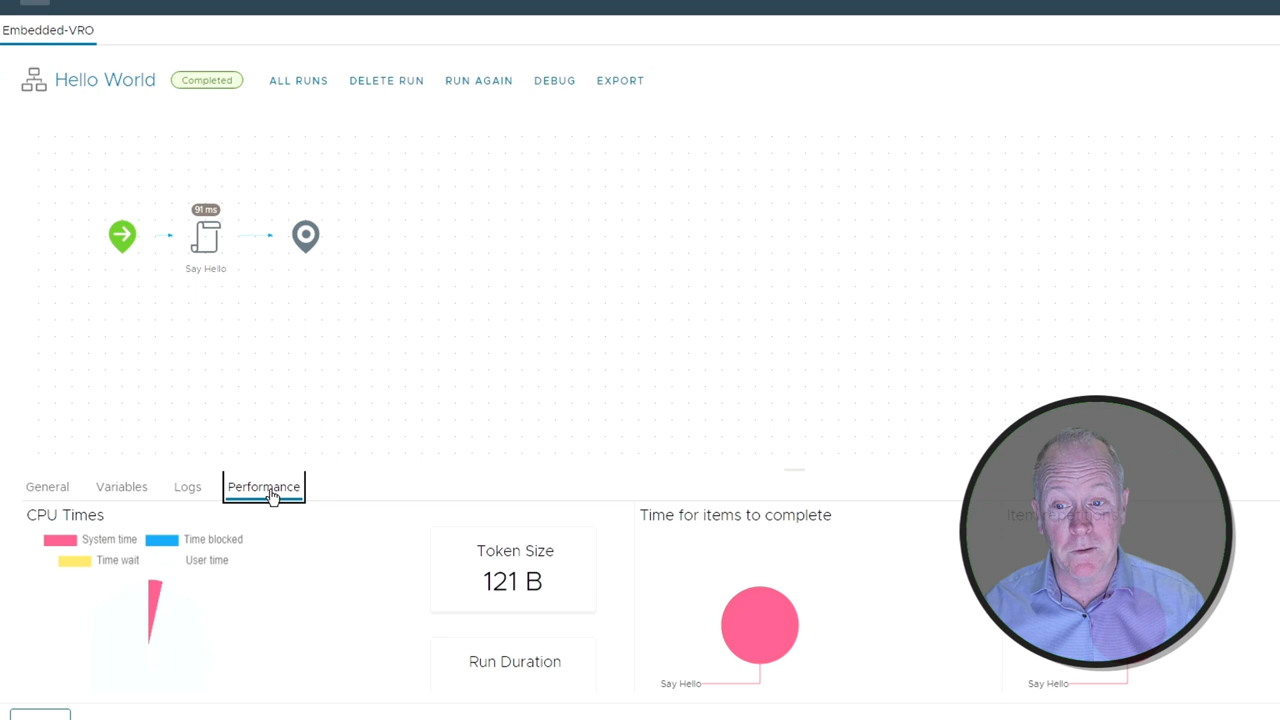 Embedded-VRO
Hello World
Completed
ALL RUNS
DELETE RUN
RUN AGAIN
DEBUG
EXPORT
91 ms
Say Hello
General
Variables
Logs
Performance
CPU Times
System time
Time blocked
Time wait
User time
Token Size
121 B
Run Duration
Time for items to complete
Say Hello
Item
Say Hello